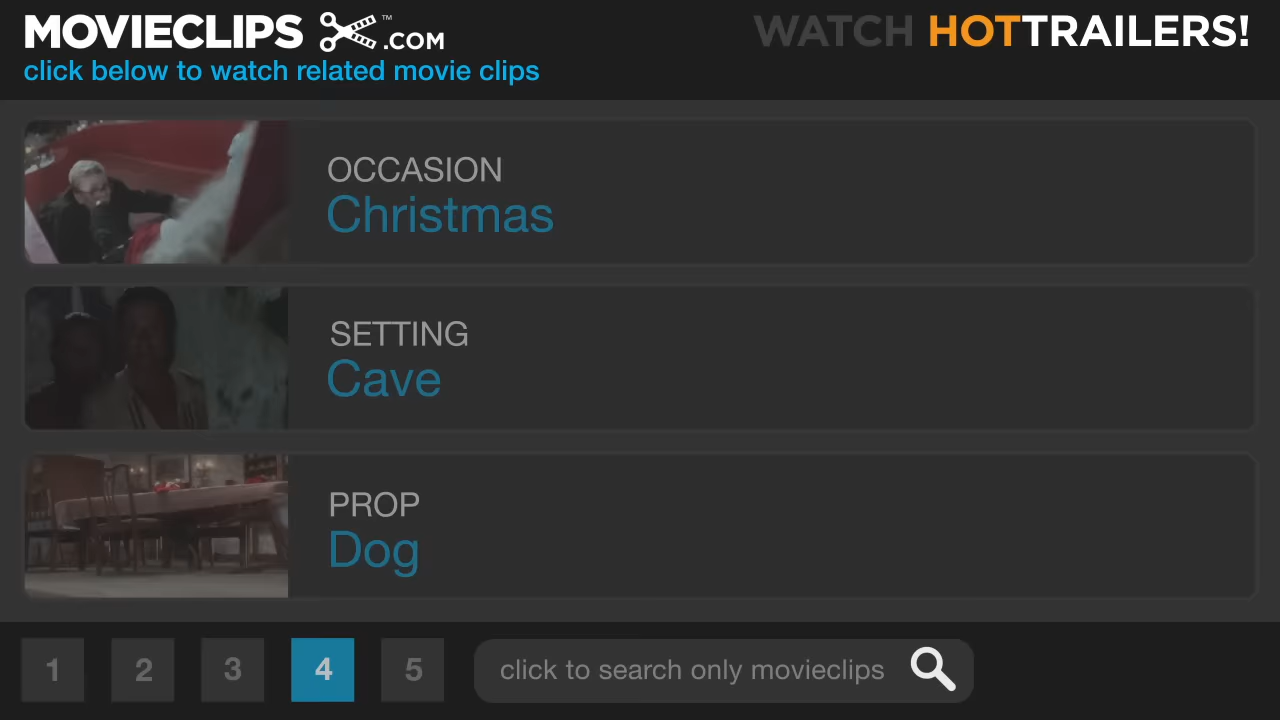 MOVIECLIPS ™ .COM
WATCH HOTTRAILERS!
click below to watch related movie clips
OCCASION
Christmas
SETTING
Cave
PROP
Dog
1 2 3 4 5
click to search only movieclips